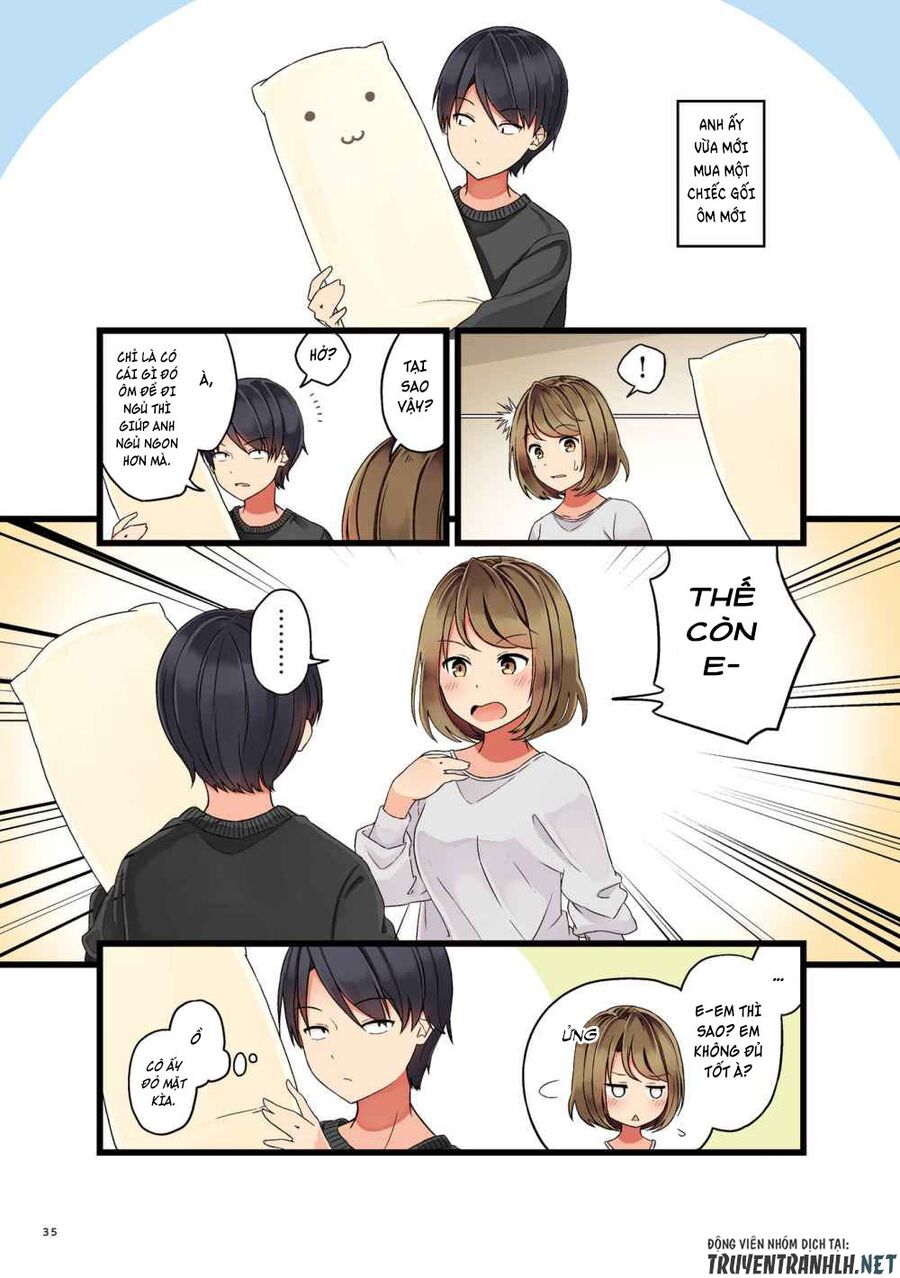 ANH ẤY
VỪA MỚI
MUA MỘT
CHIẾC GỐI
ÔM MỚI
!
TẠI
SAO
VẬY?
HỞ?
À,
CHỈ LÀ CÓ
CÁI GÌ ĐÓ
ÔM ĐỂ ĐI
NGỦ THÌ
GIÚP ANH
NGỦ NGON
HƠN MÀ.
THẾ
CÒN
E-
........
....
E-EM THÌ
SAO? EM
KHÔNG ĐỦ
TỐT À?
ỬNG
Ồ
CÔ ẤY
ĐỎ MẶT
KÌA.
35
ĐỘNG VIÊN NHÓM DỊCH TẠI:
TRUYENTRANHLH.NET